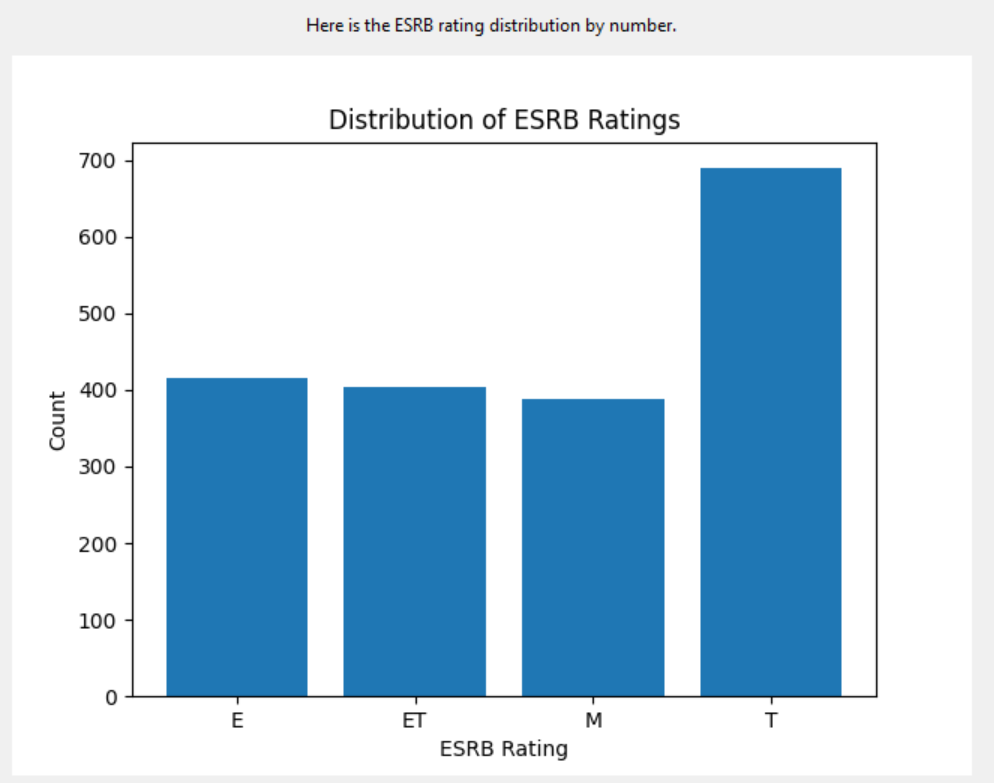 Here is the ESRB rating distribution by number.
Distribution of ESRB Ratings
700
600
500
400
300
200
100
0
Count
E ET M T
ESRB Rating